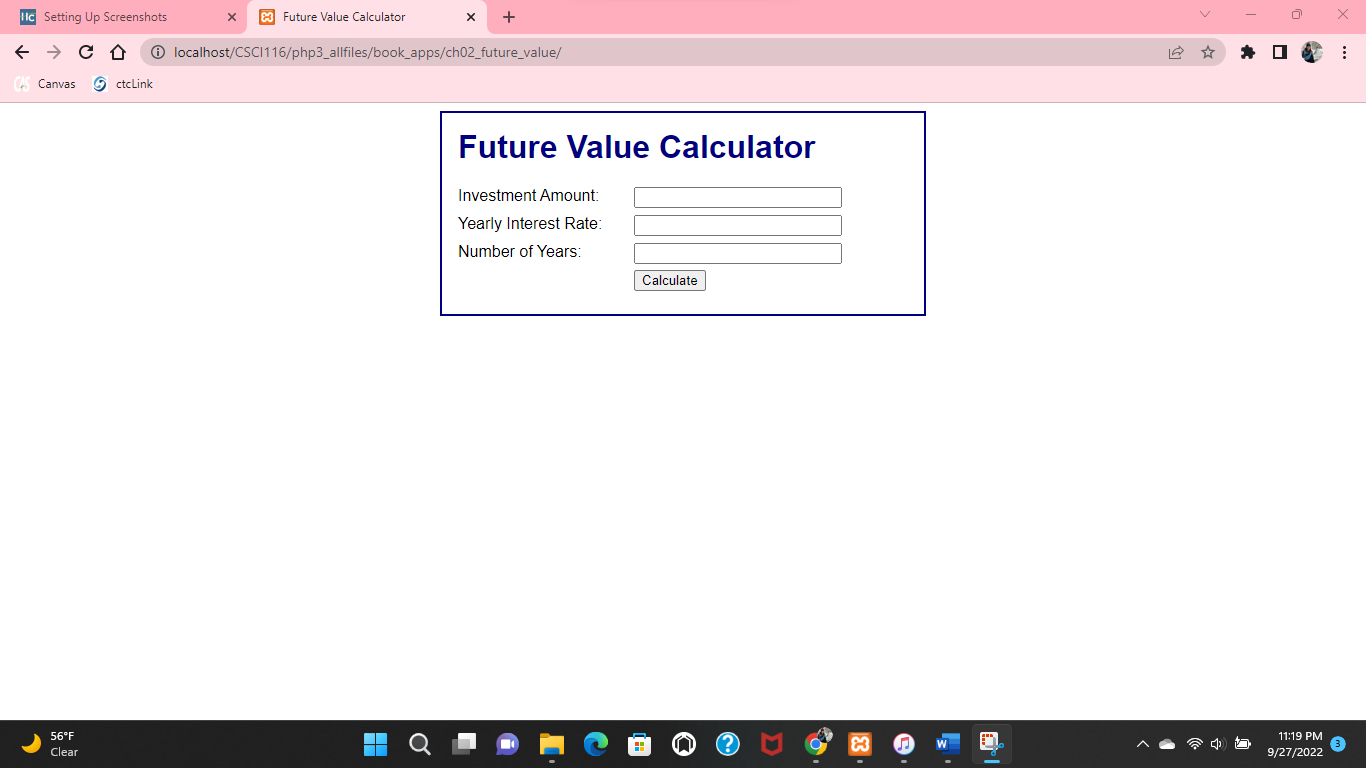 Setting Up Screenshots
Future Value Calculator
localhost/CSCI116/php3_allfiles/book_apps/ch02_future_value/
Canvas
ctcLink
Future Value Calculator
Investment Amount:
Yearly Interest Rate:
Number of Years:
Calculate
56°F
Clear
11:19 PM
9/27/2022
3